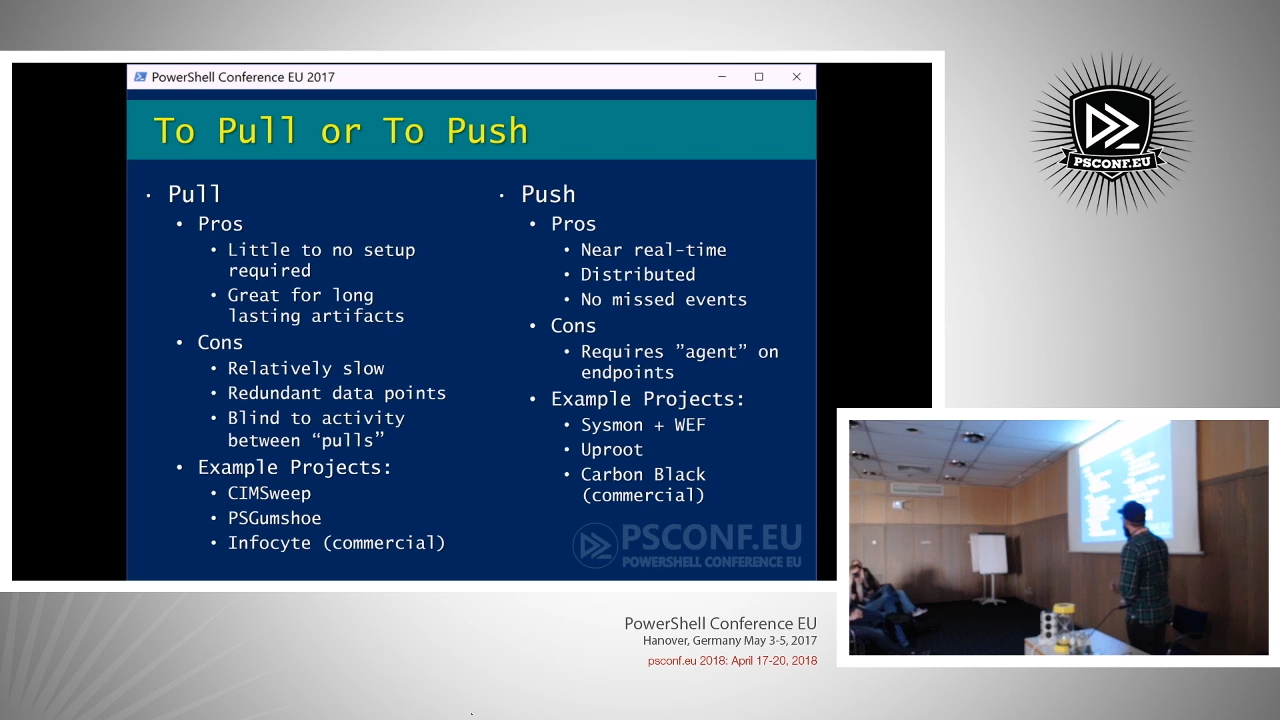 PowerShell Conference EU 2017
To Pull or To Push
• Pull
• Pros
• Little to no setup
required
• Great for long
lasting artifacts
• Cons
• Relatively slow
• Redundant data points
• Blind to activity
between “pulls”
• Example Projects:
• CIMSweep
• PSGumshoe
• Infocyte (commercial)
• Push
• Pros
• Near real-time
• Distributed
• No missed events
• Cons
• Requires ”agent” on
endpoints
• Example Projects:
• Sysmon + WEF
• Uproot
• Carbon Black
(commercial)
PSCONF.EU
POWERSHELL CONFERENCE EU
PSCONF.EU
PowerShell Conference EU
Hanover, Germany May 3-5, 2017
psconf.eu 2018: April 17-20, 2018